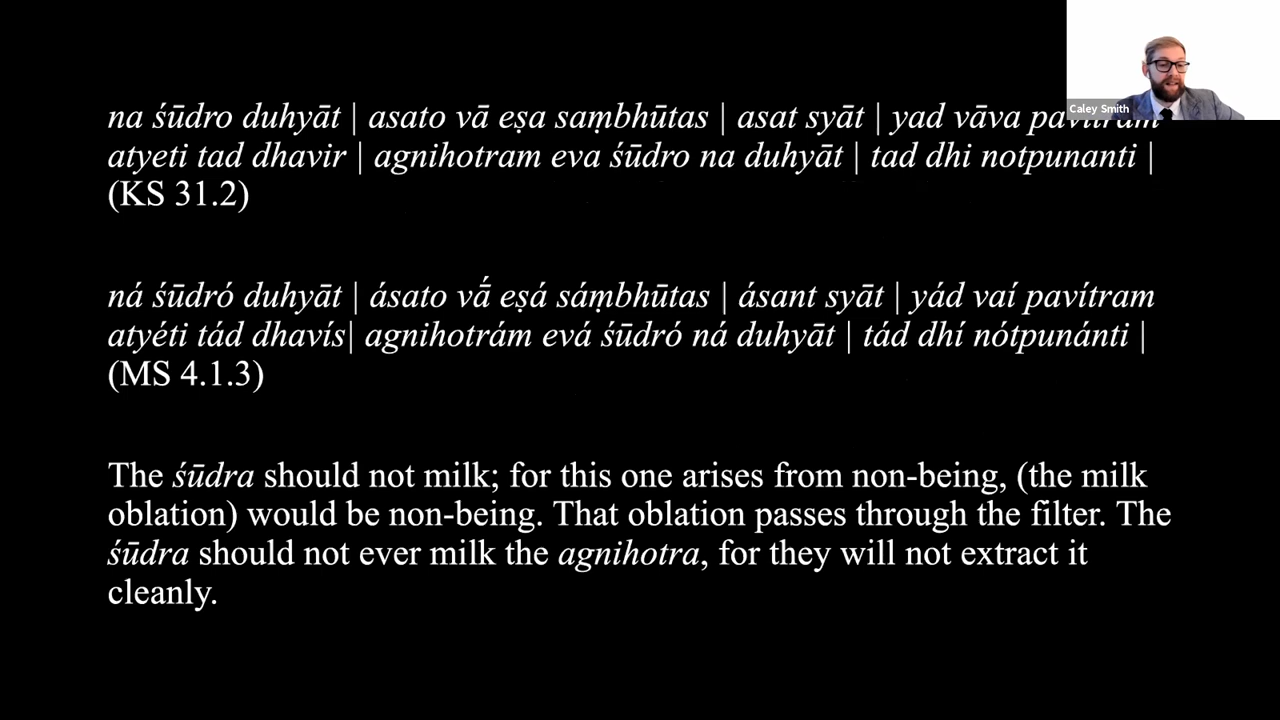 Caley Smith
na śūdro duhyāt | asato vā eṣa saṃbhūtas | asat syāt | yad vāva pavitram
atyeti tad dhavir | agnihotram eva śūdro na duhyāt | tad dhi notpunanti |
(KS 31.2)
ná śūdró duhyāt | ásato vā́ eṣá sáṃbhūtas | ásant syāt | yád vaí pavítram
atyéti tád dhavís| agnihotrám evá śūdró ná duhyāt | tád dhí nótpunánti |
(MS 4.1.3)
The śūdra should not milk; for this one arises from non-being, (the milk
oblation) would be non-being. That oblation passes through the filter. The
śūdra should not ever milk the agnihotra, for they will not extract it
cleanly.